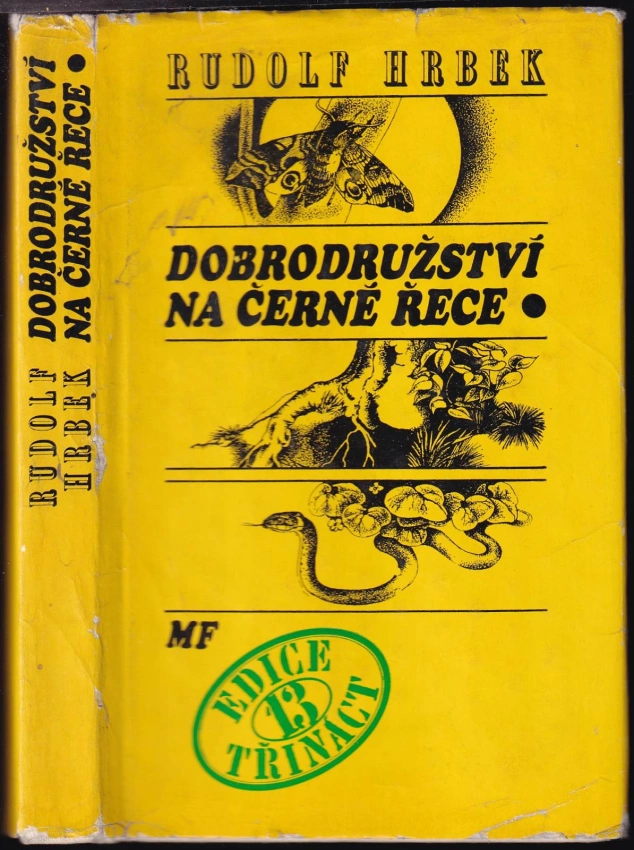 RUDOLF HRBEK
DOBRODRUŽSTVÍ
NA ČERNÉ ŘECE •
MF
EDICE
13
TŘINÁCT
RUDOLF
HRBEK
DOBRODRUŽSTVÍ
NA ČERNÉ ŘECE •